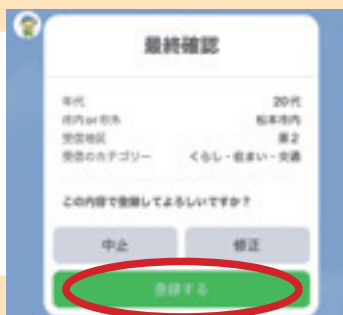 最終確認
年代 20代
市内or市外 松本市内
受信地区 第2
受信のカテゴリー くらし・住まい・交通
この内容で登録してよろしいですか？
中止 修正
登録する